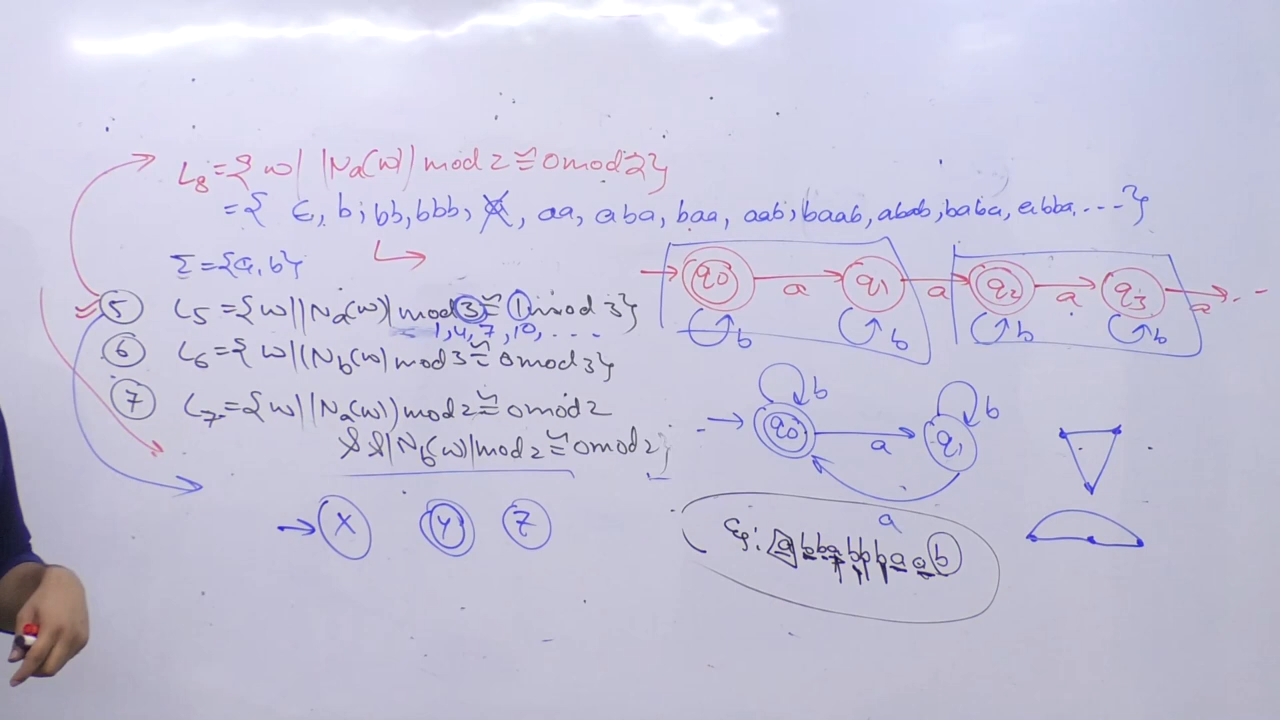 L8={ w| |Na(w)| mod 2 ≅ 0 mod 2}
={ ε, b, bb, bbb, a, aa, aba, baa, aab, baab, abab, baba, abba, ---}
Σ={a,b}
5 L5={w||Na(w)| mod 3 ≅ 1 mod 3}
1, 4, 7, 10, ...
6 L6={ w|(Nb(w) mod 3 ≅ 0 mod 3}
7 L7={w||(Na(w)) mod 2 ≅ 0 mod 2
&&|Nb(w)| mod 2 ≅ 0 mod 2}
X Y Z
q0 a q1 a q2 a q3 a ...
b b b b
b b
q0 a q1
a
Eg: abbabbbaab